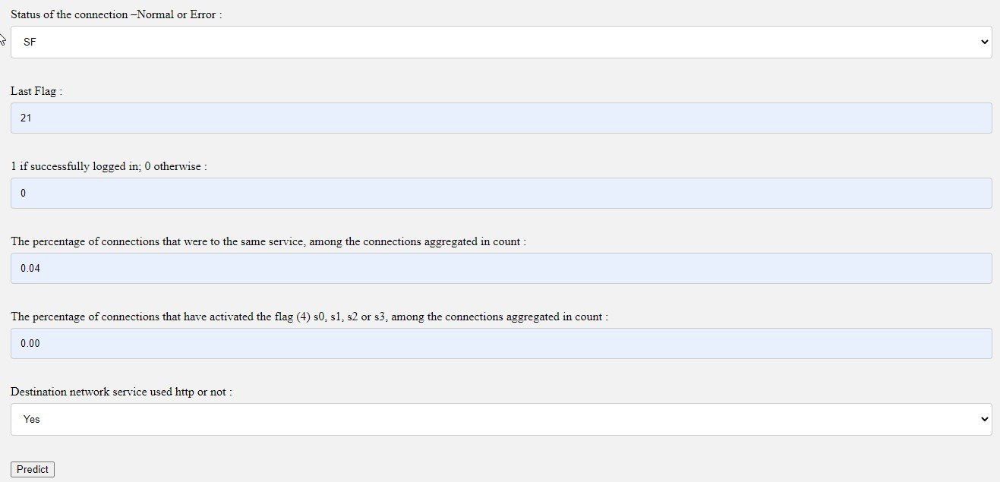 Status of the connection –Normal or Error :
SF
Last Flag :
21
1 if successfully logged in; 0 otherwise :
0
The percentage of connections that were to the same service, among the connections aggregated in count :
0.04
The percentage of connections that have activated the flag (4) s0, s1, s2 or s3, among the connections aggregated in count :
0.00
Destination network service used http or not :
Yes
Predict